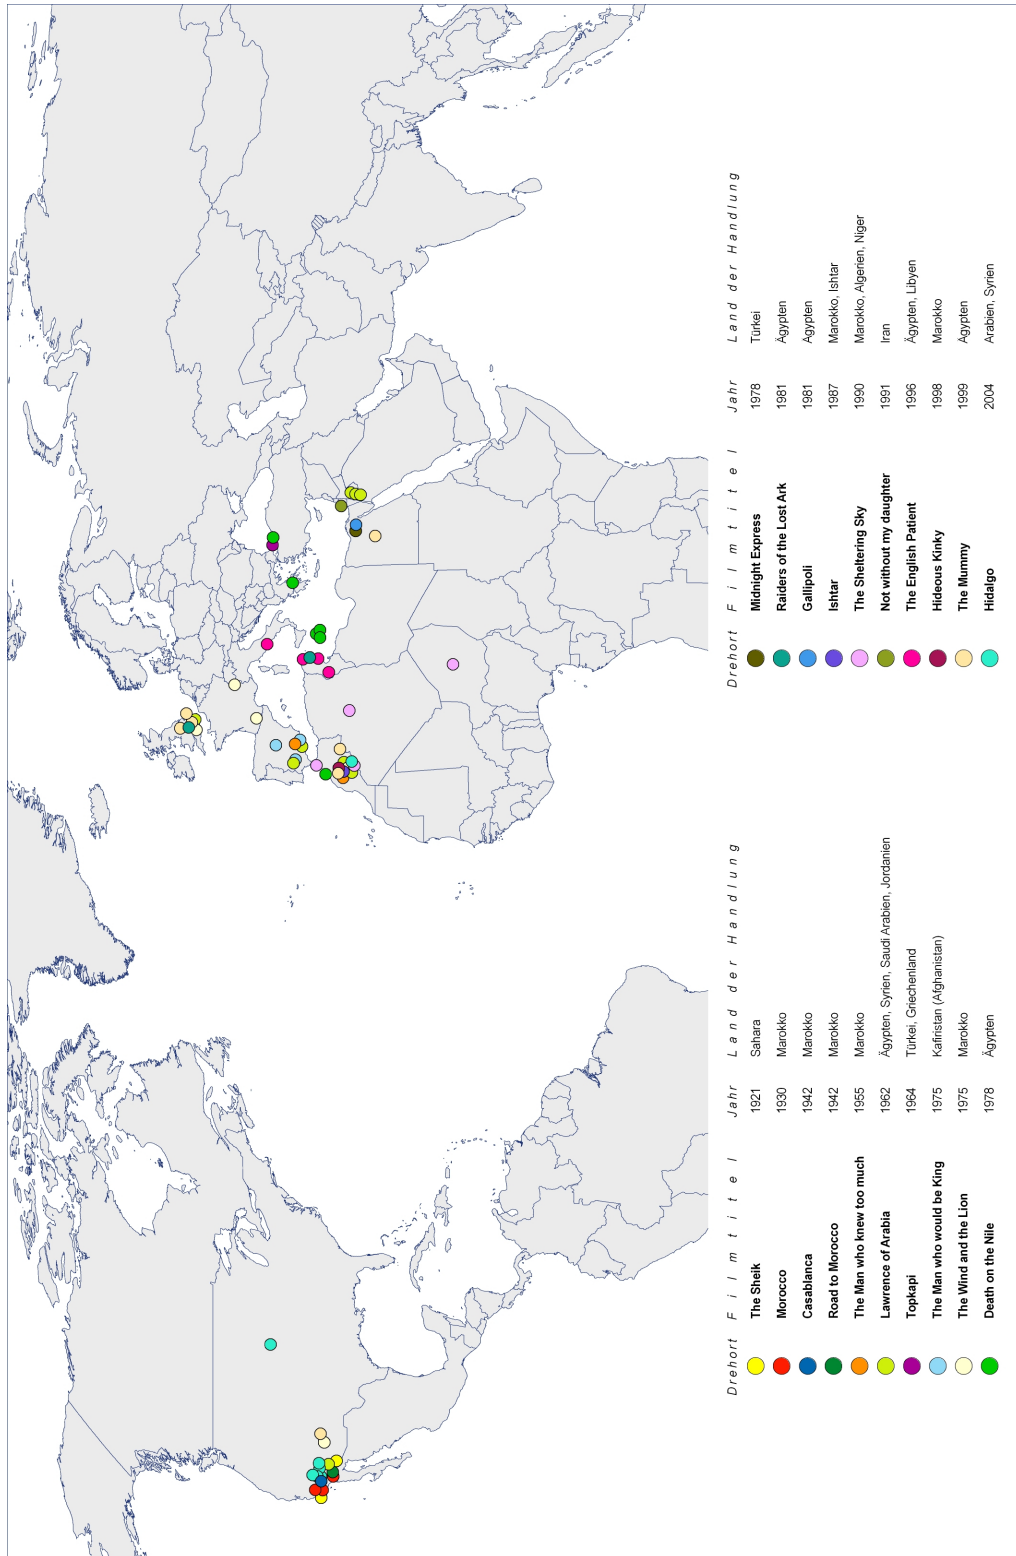 Drehort Filmtitel Jahr Land der Handlung
The Sheik 1921 Sahara
Morocco 1930 Marokko
Casablanca 1942 Marokko
Road to Morocco 1942 Marokko
The Man who knew too much 1955 Marokko
Lawrence of Arabia 1962 Ägypten, Syrien, Saudi Arabien, Jordanien
Topkapi 1964 Türkei, Griechenland
The Man who would be King 1975 Kafiristan (Afghanistan)
The Wind and the Lion 1975 Marokko
Death on the Nile 1978 Ägypten
Drehort Filmtitel Jahr Land der Handlung
Midnight Express 1978 Türkei
Raiders of the Lost Ark 1981 Ägypten
Gallipoli 1981 Ägypten
Ishtar 1987 Marokko, Ishtar
The Sheltering Sky 1990 Marokko, Algerien, Niger
Not without my daughter 1991 Iran
The English Patient 1996 Ägypten, Libyen
Hideous Kinky 1998 Marokko
The Mummy 1999 Ägypten
Hidalgo 2004 Arabien, Syrien